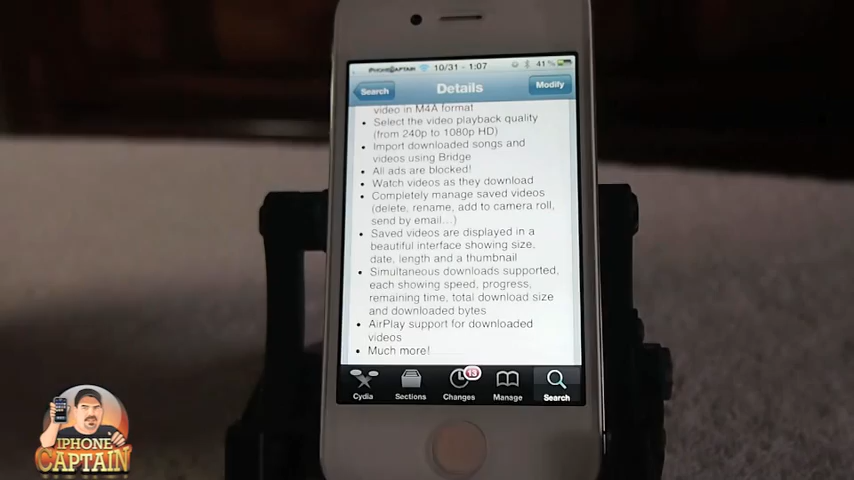 iPHONECAPTAIN 10/31 - 1:07 41%
Search Details Modify
video in M4A format
• Select the video playback quality
(from 240p to 1080p HD)
• Import downloaded songs and
videos using Bridge
• All ads are blocked!
• Watch videos as they download
• Completely manage saved videos
(delete, rename, add to camera roll,
send by email...)
• Saved videos are displayed in a
beautiful interface showing size,
date, length and a thumbnail
• Simultaneous downloads supported,
each showing speed, progress,
remaining time, total download size
and downloaded bytes
• AirPlay support for downloaded
videos
• Much more!
13
Cydia Sections Changes Manage Search
IPHONE
CAPTAIN